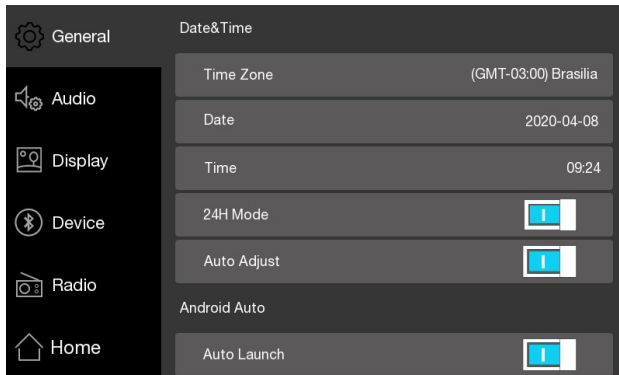 General
Audio
Display
Device
Radio
Home
Date&Time
Time Zone (GMT-03:00) Brasilia
Date 2020-04-08
Time 09:24
24H Mode
Auto Adjust
Android Auto
Auto Launch